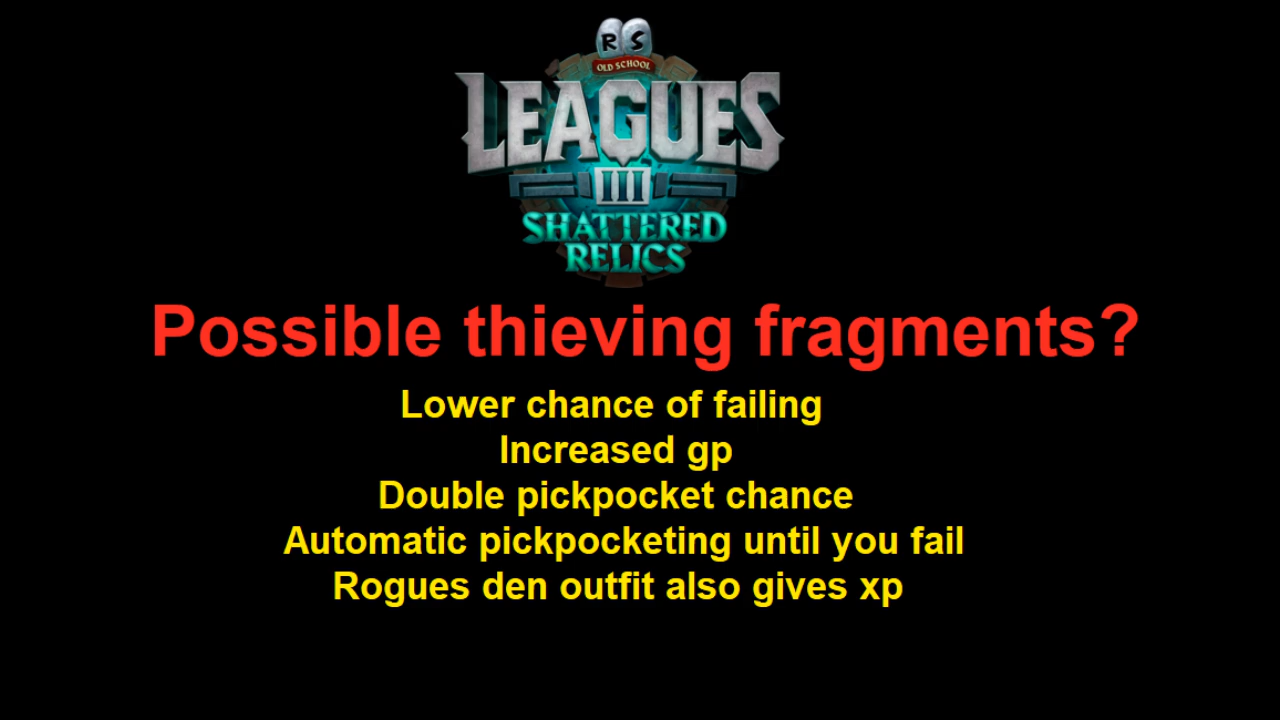 RS
OLD SCHOOL
LEAGUES
III
SHATTERED
RELICS
Possible thieving fragments?
Lower chance of failing
Increased gp
Double pickpocket chance
Automatic pickpocketing until you fail
Rogues den outfit also gives xp